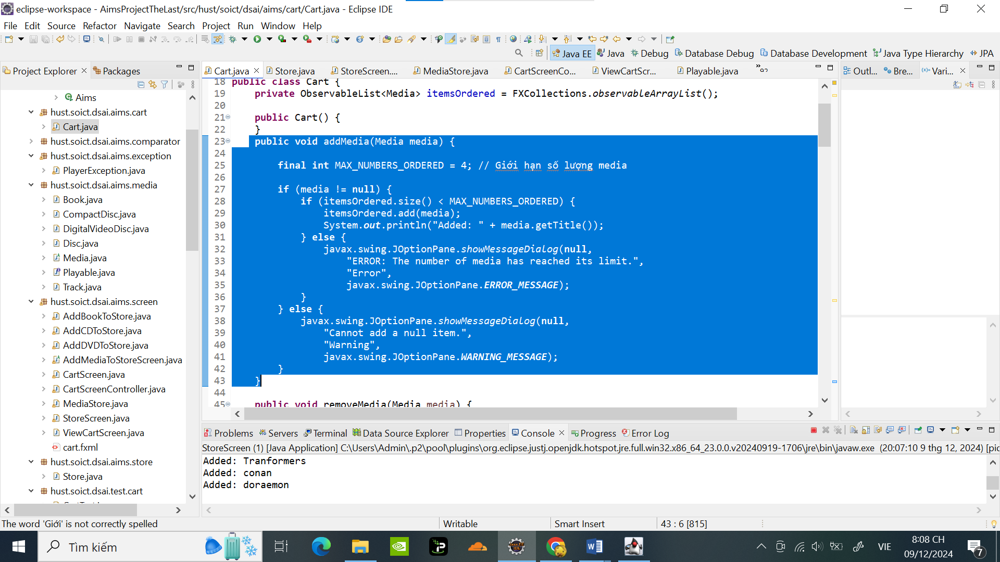 eclipse-workspace - AimsProjectTheLast/src/hust/soict/dsai/aims/cart/Cart.java - Eclipse IDE
File Edit Source Refactor Navigate Search Project Run Window Help
Java EE Java Debug Database Debug Database Development Java Type Hierarchy JPA
Project Explorer Packages
Cart.java Store.java StoreScreen.... MediaStore.java CartScreenCo... ViewCartScr... Playable.java
Outl... Bre... Vari...
Aims
hust.soict.dsai.aims.cart
Cart.java
hust.soict.dsai.aims.comparator
hust.soict.dsai.aims.exception
PlayerException.java
hust.soict.dsai.aims.media
Book.java
CompactDisc.java
DigitalVideoDisc.java
Disc.java
Media.java
Playable.java
Track.java
hust.soict.dsai.aims.screen
AddBookToStore.java
AddCDToStore.java
AddDVDToStore.java
AddMediaToStoreScreen.java
CartScreen.java
CartScreenController.java
MediaStore.java
StoreScreen.java
ViewCartScreen.java
cart.fxml
hust.soict.dsai.aims.store
Store.java
hust.soict.dsai.test.cart
18 public class Cart {
19 private ObservableList<Media> itemsOrdered = FXCollections.observableArrayList();
20
21 public Cart() {
22 }
23 public void addMedia(Media media) {
24
25 final int MAX_NUMBERS_ORDERED = 4; // Giới hạn số lượng media
26
27 if (media != null) {
28 if (itemsOrdered.size() < MAX_NUMBERS_ORDERED) {
29 itemsOrdered.add(media);
30 System.out.println("Added: " + media.getTitle());
31 } else {
32 javax.swing.JOptionPane.showMessageDialog(null,
33 "ERROR: The number of media has reached its limit.",
34 "Error",
35 javax.swing.JOptionPane.ERROR_MESSAGE);
36 }
37 } else {
38 javax.swing.JOptionPane.showMessageDialog(null,
39 "Cannot add a null item.",
40 "Warning",
41 javax.swing.JOptionPane.WARNING_MESSAGE);
42 }
43 }
44
45 public void removeMedia(Media media) {
Problems Servers Terminal Data Source Explorer Properties Console Progress Error Log
StoreScreen (1) [Java Application] C:\Users\Admin\.p2\pool\plugins\org.eclipse.justj.openjdk.hotspot.jre.full.win32.x86_64_23.0.0.v20240919-1706\jre\bin\javaw.exe (20:07:10 9 thg 12, 2024) [pic
Added: Tranformers
Added: conan
Added: doraemon
The word 'Giới' is not correctly spelled Writable Smart Insert 43 : 6 [815]
Tìm kiếm
VIE
8:08 CH
09/12/2024
7